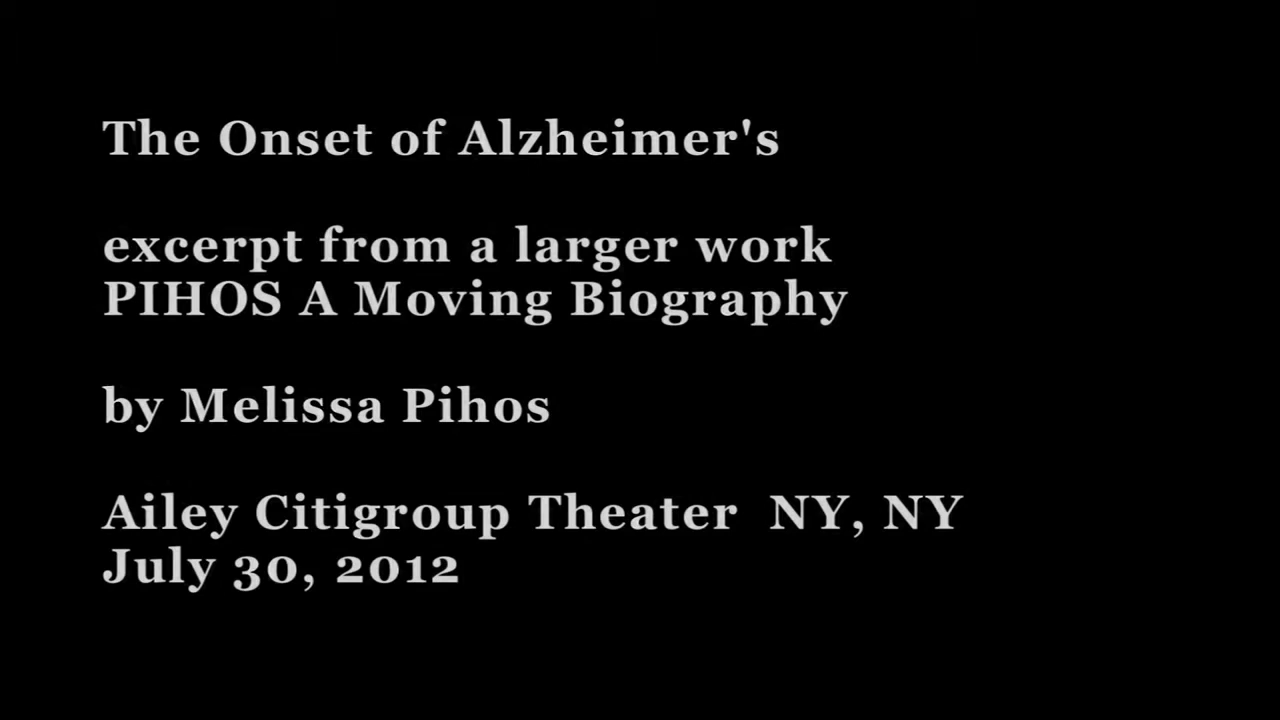 The Onset of Alzheimer's
excerpt from a larger work
PIHOS A Moving Biography
by Melissa Pihos
Ailey Citigroup Theater  NY, NY
July 30, 2012